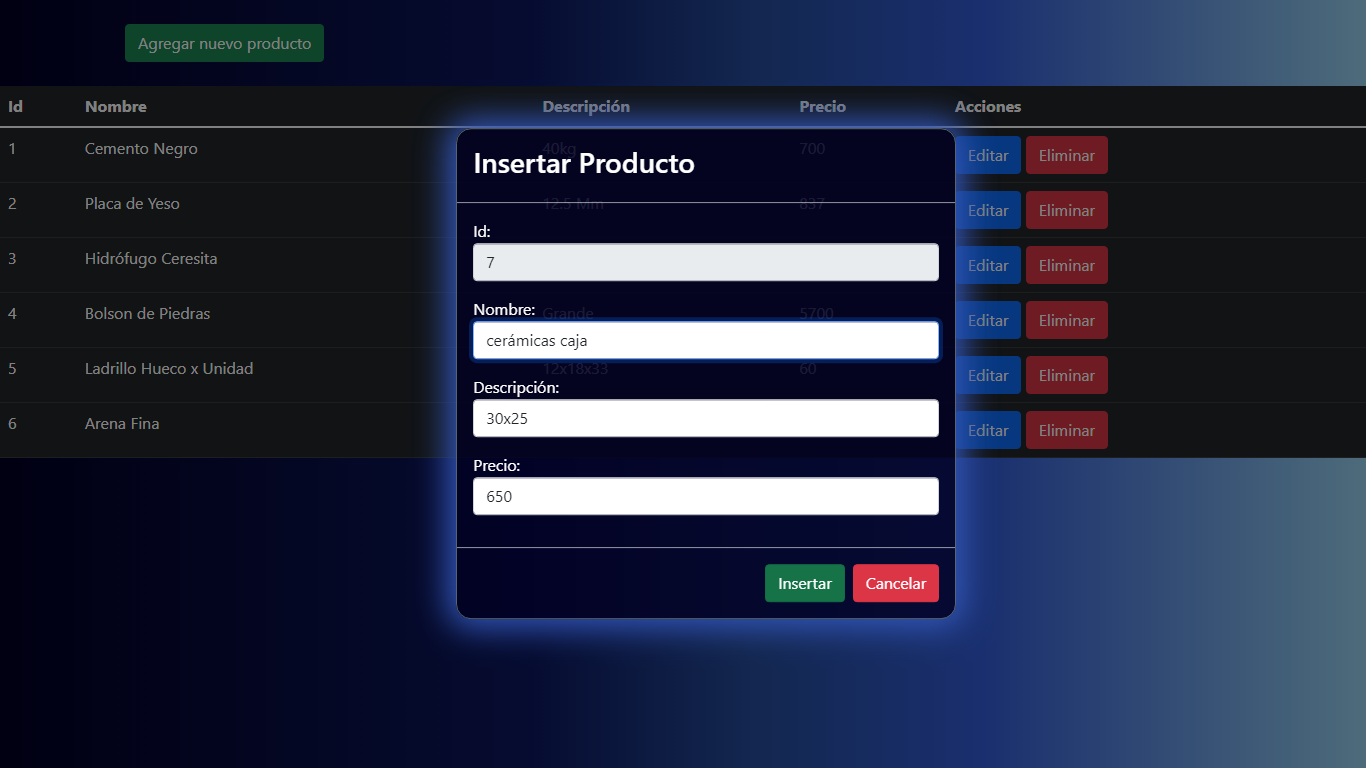 Agregar nuevo producto
Id Nombre Descripción Precio Acciones
1 Cemento Negro 40kg 700 Editar Eliminar
2 Placa de Yeso 12.5 Mm 837 Editar Eliminar
3 Hidrófugo Ceresita Editar Eliminar
4 Bolson de Piedras Grande 5700 Editar Eliminar
5 Ladrillo Hueco x Unidad 12x18x33 60 Editar Eliminar
6 Arena Fina Editar Eliminar
Insertar Producto
Id:
7
Nombre:
cerámicas caja
Descripción:
30x25
Precio:
650
Insertar Cancelar